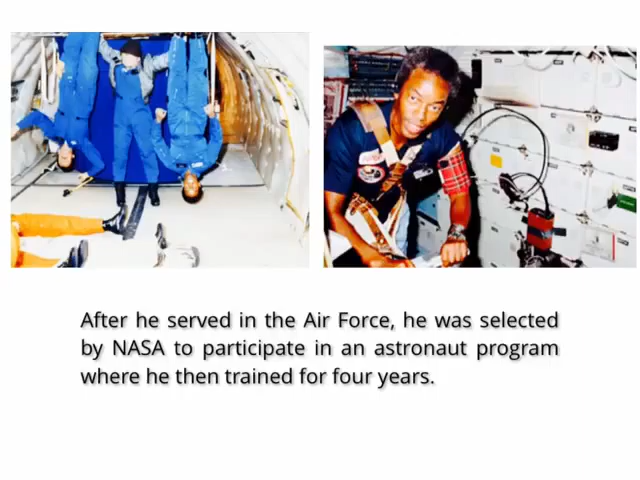 After he served in the Air Force, he was selected
by NASA to participate in an astronaut program
where he then trained for four years.